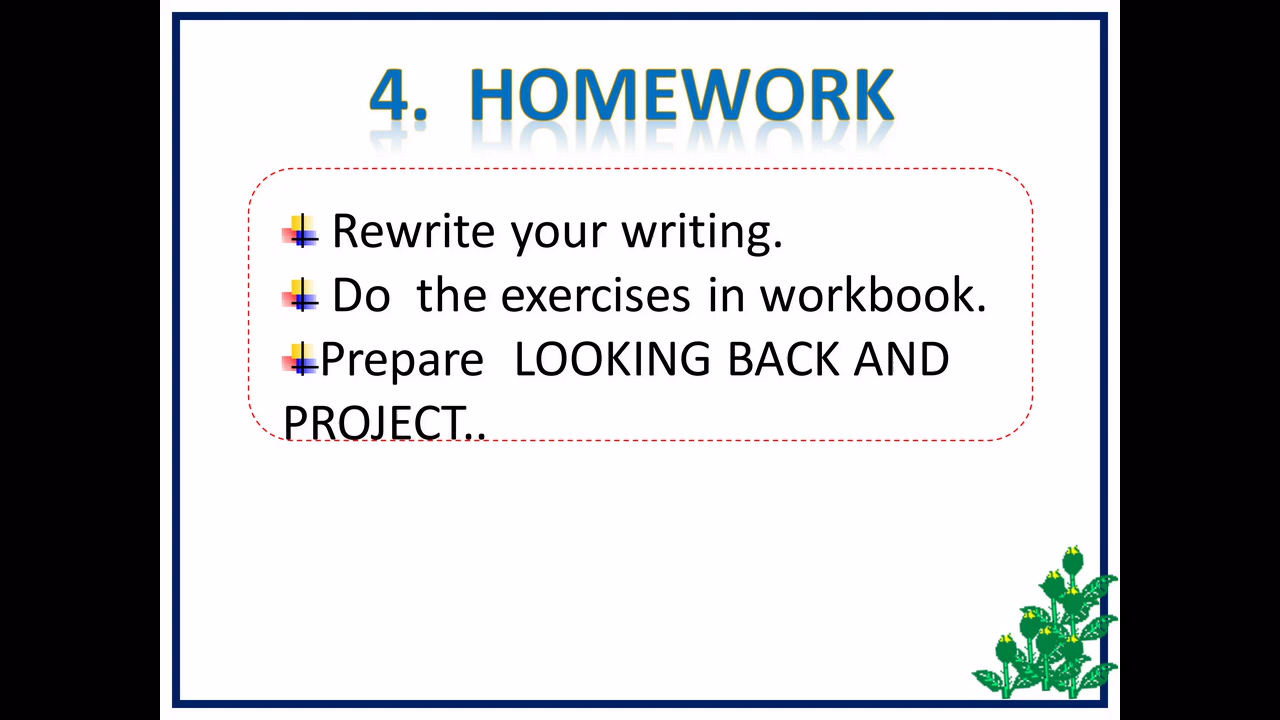 4. HOMEWORK
Rewrite your writing.
Do the exercises in workbook.
Prepare LOOKING BACK AND
PROJECT..